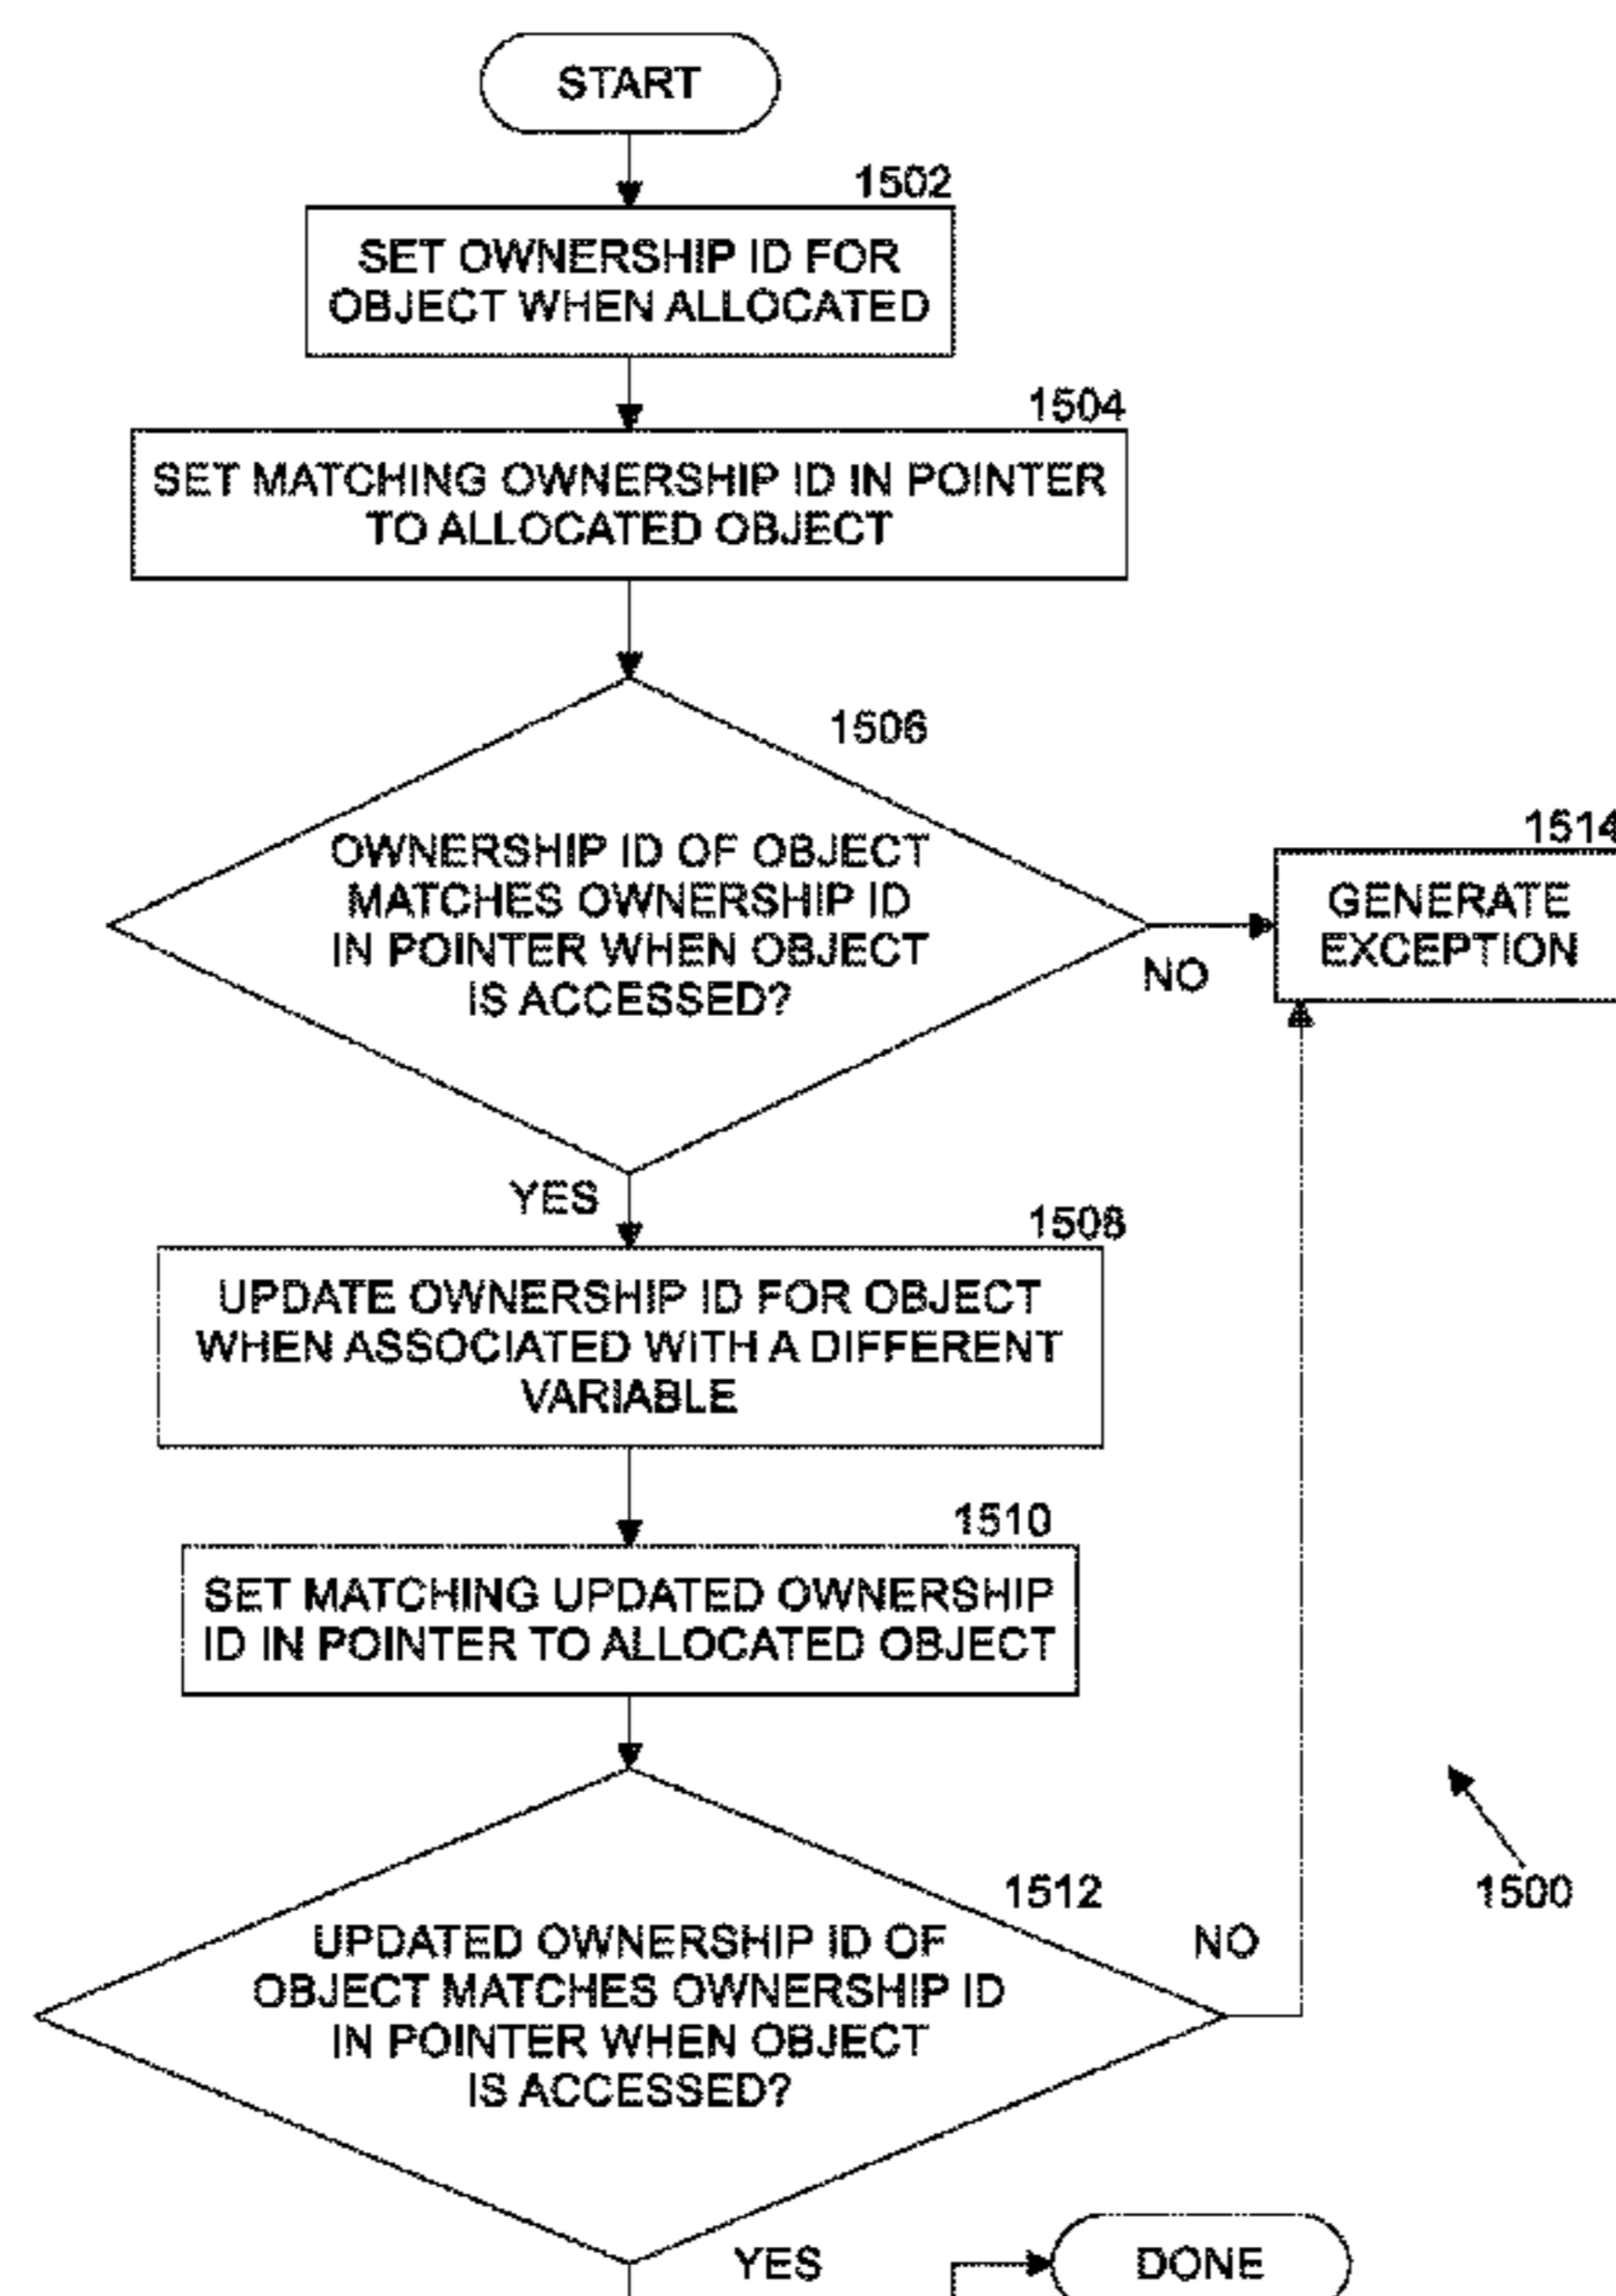 START
1502
SET OWNERSHIP ID FOR
OBJECT WHEN ALLOCATED
1504
SET MATCHING OWNERSHIP ID IN POINTER
TO ALLOCATED OBJECT
1506
OWNERSHIP ID OF OBJECT
MATCHES OWNERSHIP ID
IN POINTER WHEN OBJECT
IS ACCESSED?
NO
1514
GENERATE
EXCEPTION
YES
1508
UPDATE OWNERSHIP ID FOR OBJECT
WHEN ASSOCIATED WITH A DIFFERENT
VARIABLE
1510
SET MATCHING UPDATED OWNERSHIP
ID IN POINTER TO ALLOCATED OBJECT
1512
UPDATED OWNERSHIP ID OF
OBJECT MATCHES OWNERSHIP ID
IN POINTER WHEN OBJECT
IS ACCESSED?
NO
1500
YES
DONE